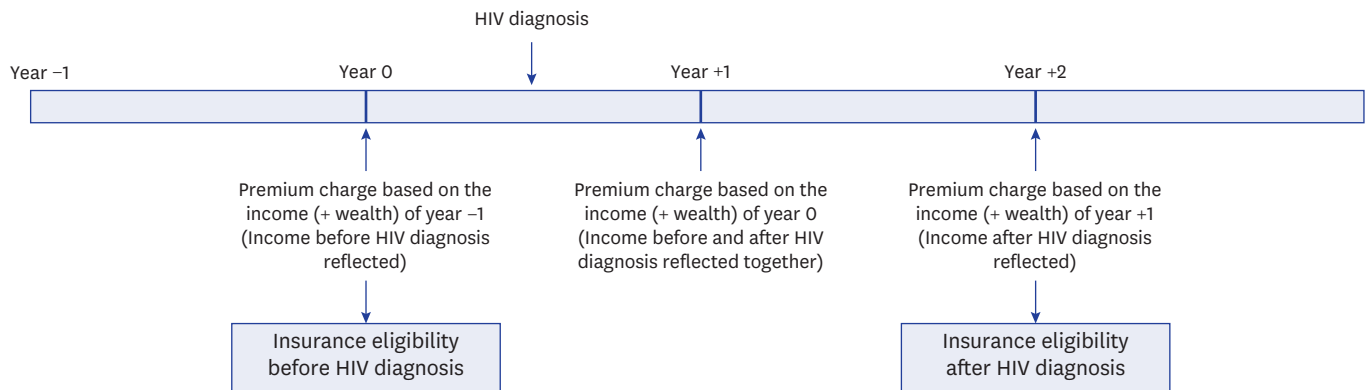 HIV diagnosis
Year −1
Year 0
Year +1
Year +2
Premium charge based on the
income (+ wealth) of year −1
(Income before HIV diagnosis
reflected)
Premium charge based on the
income (+ wealth) of year 0
(Income before and after HIV
diagnosis reflected together)
Premium charge based on the
income (+ wealth) of year +1
(Income after HIV diagnosis
reflected)
Insurance eligibility
before HIV diagnosis
Insurance eligibility
after HIV diagnosis